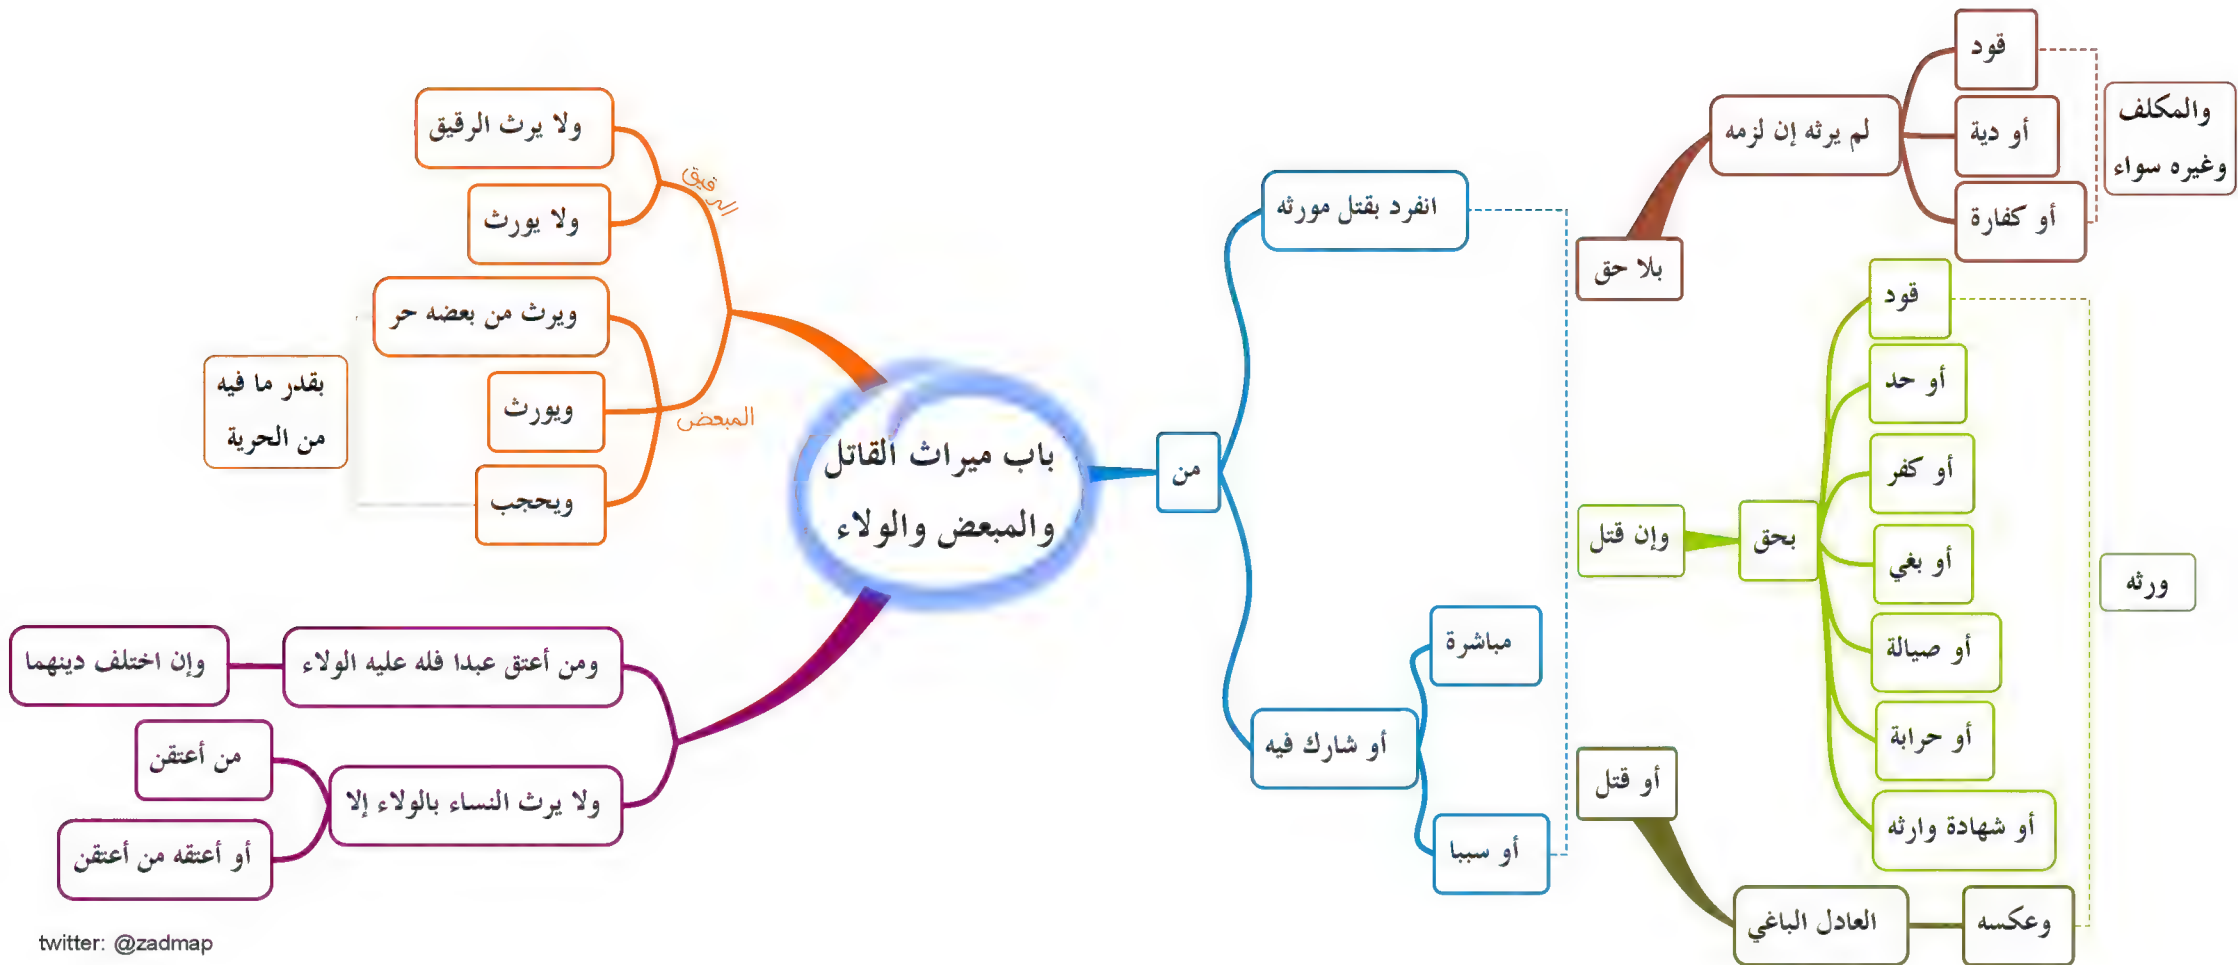 باب ميراث القاتل
والمبعض والولاء
من
انفرد بقتل مورثه
أو شارك فيه
مباشرة
أو سببا
بلا حق
لم يرثه إن لزمه
قود
أو دية
أو كفارة
والمكلف
وغيره سواء
وإن قتل
بحق
قود
أو حد
أو كفر
أو بغي
أو صيالة
أو حرابة
أو شهادة وارثه
أو قتل
العادل الباغي
وعكسه
ورثه
الرقيق
ولا يرث الرقيق
ولا يورث
المبعض
ويرث من بعضه حر
ويورث
ويحجب
بقدر ما فيه
من الحرية
ومن أعتق عبدا فله عليه الولاء
وإن اختلف دينهما
ولا يرث النساء بالولاء إلا
من أعتقن
أو أعتقه من أعتقن
twitter: @zadmap